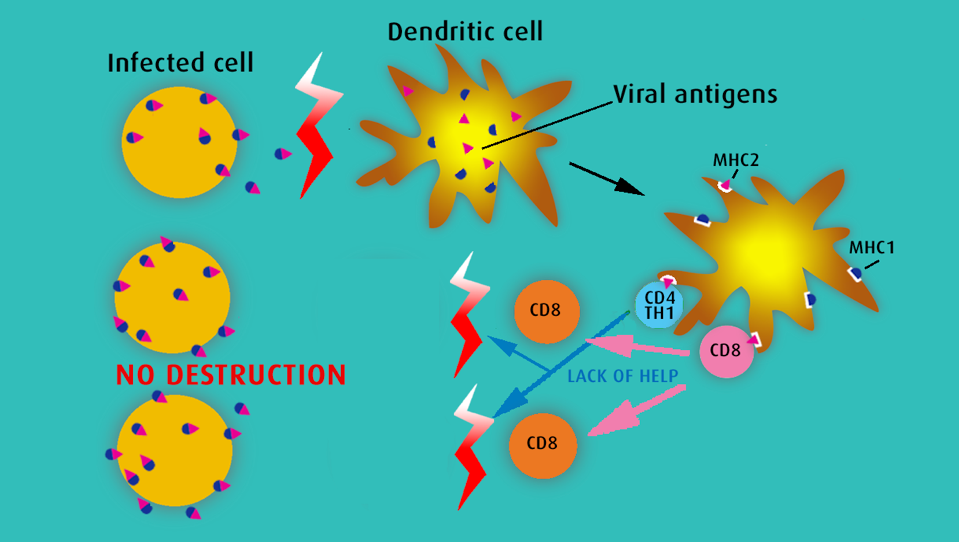 Dendritic cell
Infected cell
Viral antigens
MHC2
MHC1
CD4
TH1
CD8
CD8
LACK OF HELP
NO DESTRUCTION
CD8